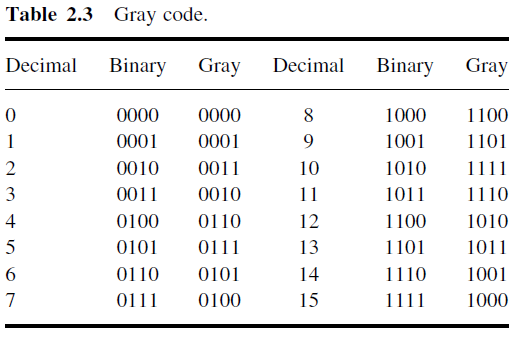 Table 2.3 Gray code.
Decimal Binary Gray Decimal Binary Gray
0 0000 0000 8 1000 1100
1 0001 0001 9 1001 1101
2 0010 0011 10 1010 1111
3 0011 0010 11 1011 1110
4 0100 0110 12 1100 1010
5 0101 0111 13 1101 1011
6 0110 0101 14 1110 1001
7 0111 0100 15 1111 1000